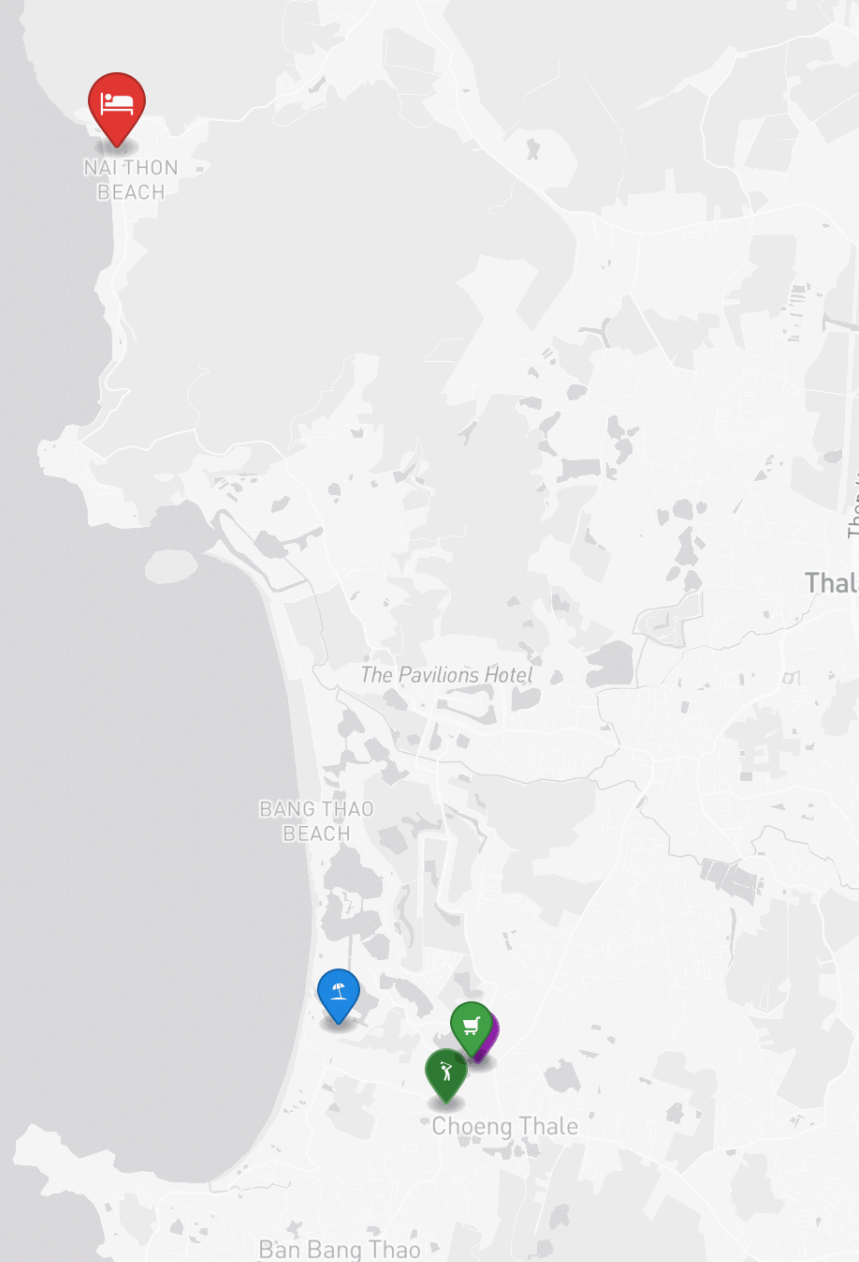 NAI THON
BEACH
Thal
The Pavilions Hotel
BANG THAO
BEACH
Choeng Thale
Ban Bang Thao